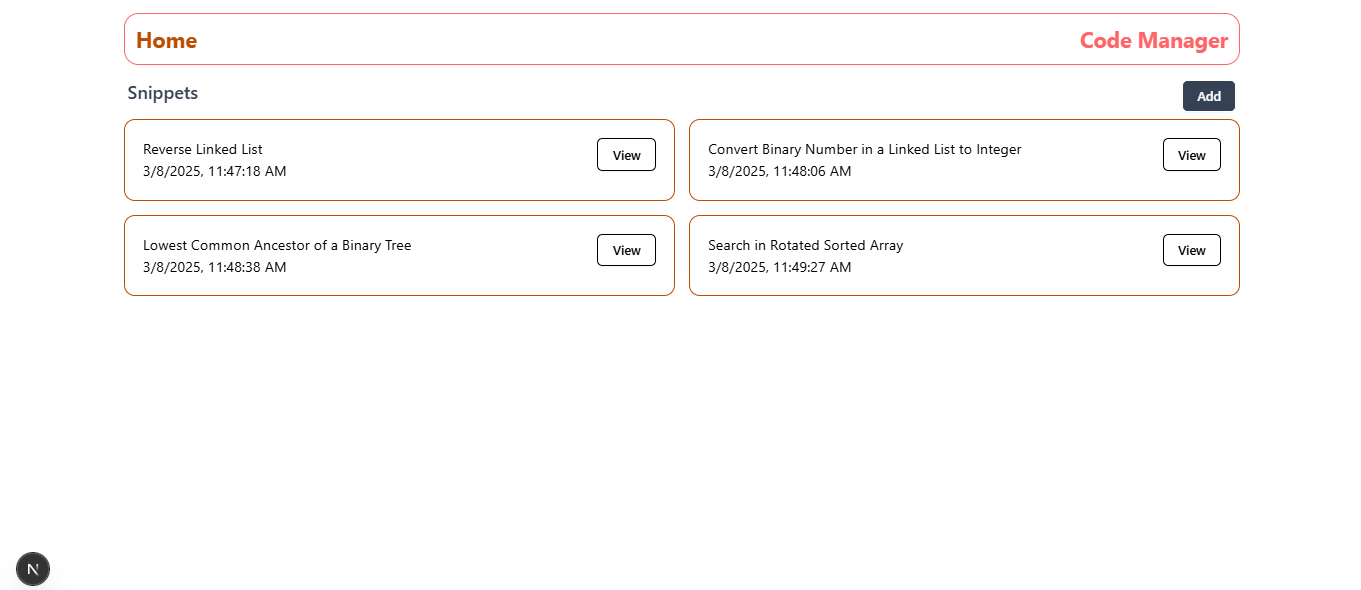 Home
Code Manager
Snippets
Add
Reverse Linked List
3/8/2025, 11:47:18 AM
View
Convert Binary Number in a Linked List to Integer
3/8/2025, 11:48:06 AM
View
Lowest Common Ancestor of a Binary Tree
3/8/2025, 11:48:38 AM
View
Search in Rotated Sorted Array
3/8/2025, 11:49:27 AM
View
N